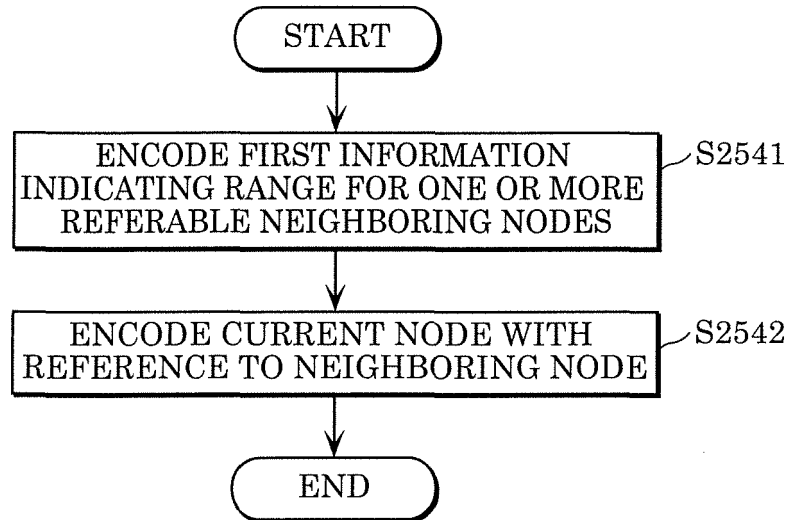 START
ENCODE FIRST INFORMATION
INDICATING RANGE FOR ONE OR MORE
REFERABLE NEIGHBORING NODES
S2541
ENCODE CURRENT NODE WITH
REFERENCE TO NEIGHBORING NODE
S2542
END